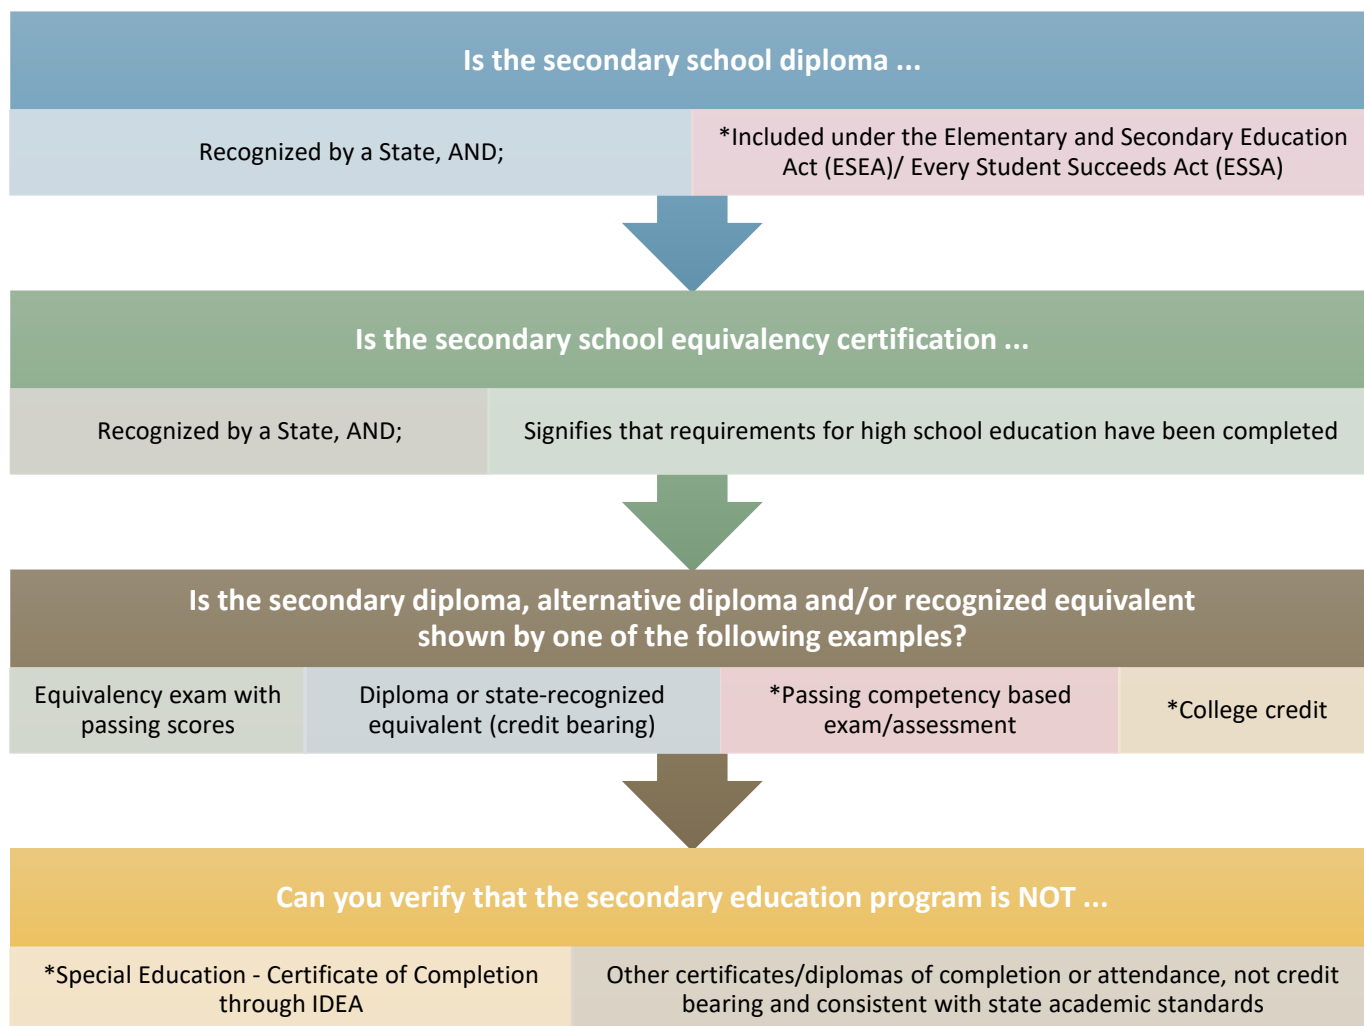 Is the secondary school diploma ...
Recognized by a State, AND;
*Included under the Elementary and Secondary Education
Act (ESEA)/ Every Student Succeeds Act (ESSA)
Is the secondary school equivalency certification ...
Recognized by a State, AND;
Signifies that requirements for high school education have been completed
Is the secondary diploma, alternative diploma and/or recognized equivalent
shown by one of the following examples?
Equivalency exam with
passing scores
Diploma or state-recognized
equivalent (credit bearing)
*Passing competency based
exam/assessment
*College credit
Can you verify that the secondary education program is NOT ...
*Special Education - Certificate of Completion
through IDEA
Other certificates/diplomas of completion or attendance, not credit
bearing and consistent with state academic standards